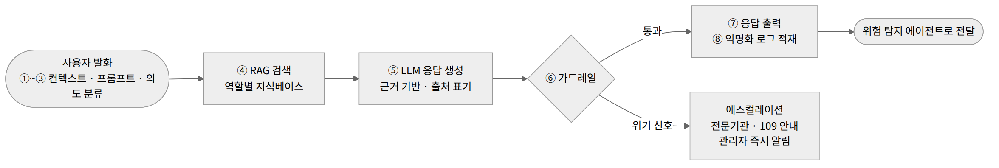 사용자 발화
①~③ 컨텍스트 · 프롬프트 · 의
도 분류
④ RAG 검색
역할별 지식베이스
⑤ LLM 응답 생성
근거 기반 · 출처 표기
⑥ 가드레일
통과
⑦ 응답 출력
⑧ 익명화 로그 적재
위험 탐지 에이전트로 전달
위기 신호
에스컬레이션
전문기관 · 109 안내
관리자 즉시 알림